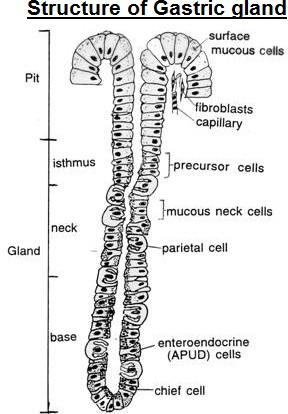 Structure of Gastric gland
surface
mucous cells
Pit
fibroblasts
capillary
isthmus
precursor cells
mucous neck cells
neck
Gland
parietal cell
base
enteroendocrine
(APUD) cells
chief cell